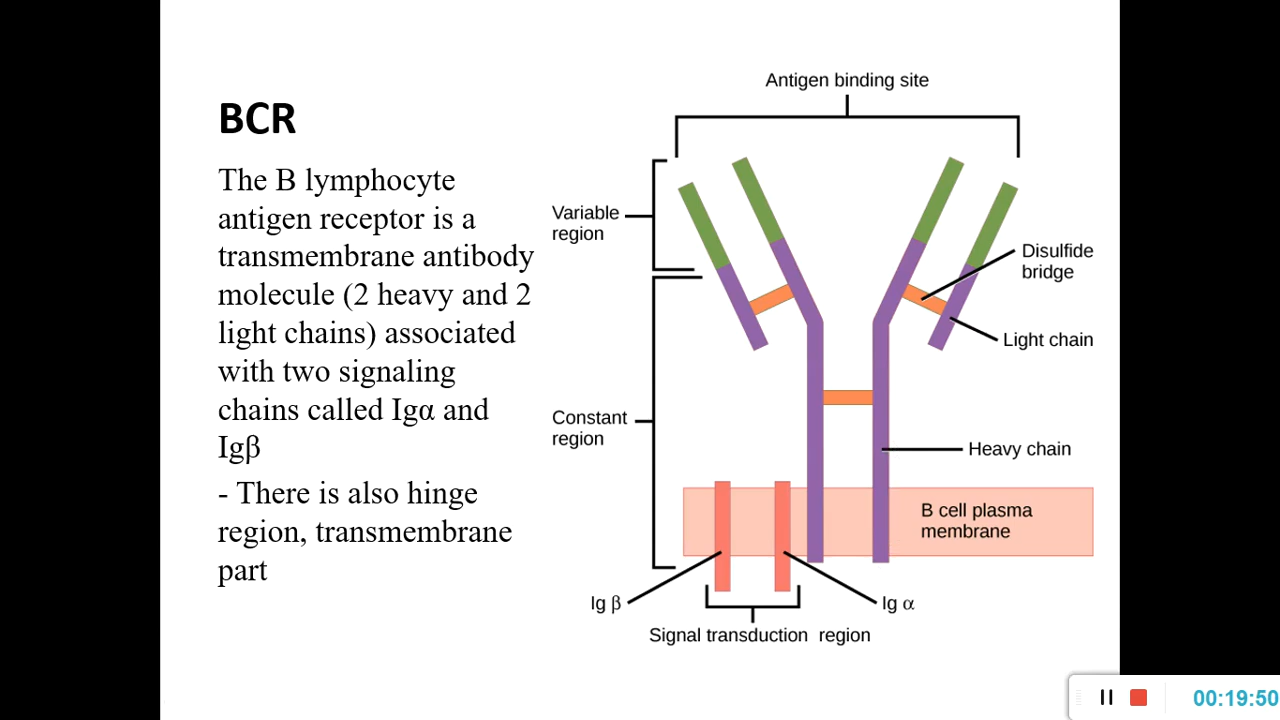 BCR
The B lymphocyte
antigen receptor is a
transmembrane antibody
molecule (2 heavy and 2
light chains) associated
with two signaling
chains called Igα and
Igβ
- There is also hinge
region, transmembrane
part
Antigen binding site
Variable
region
Disulfide
bridge
Light chain
Constant
region
Heavy chain
B cell plasma
membrane
Ig β
Ig α
Signal transduction region
00:19:50